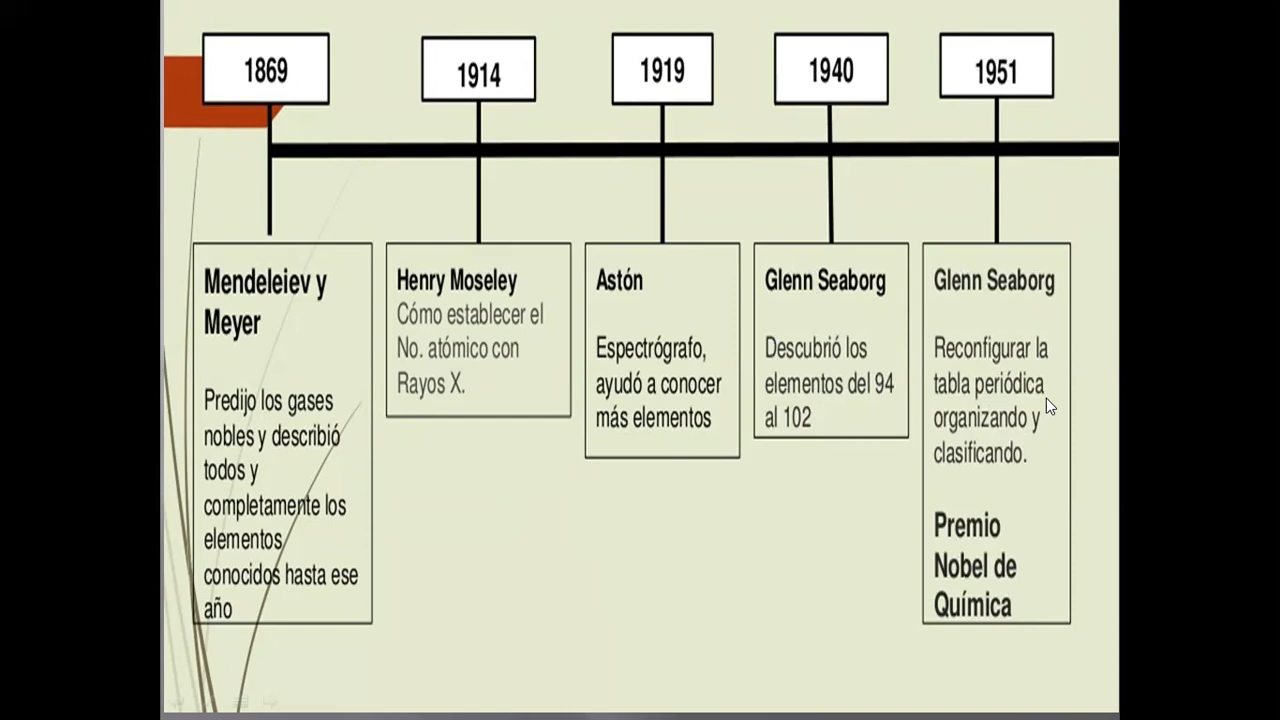 1869
1914
1919
1940
1951
Mendeleiev y
Meyer
Predijo los gases
nobles y describió
todos y
completamente los
elementos
conocidos hasta ese
año
Henry Moseley
Cómo establecer el
No. atómico con
Rayos X.
Astón
Espectrógrafo,
ayudó a conocer
más elementos
Glenn Seaborg
Descubrió los
elementos del 94
al 102
Glenn Seaborg
Reconfigurar la
tabla periódica
organizando y
clasificando.
Premio
Nobel de
Química